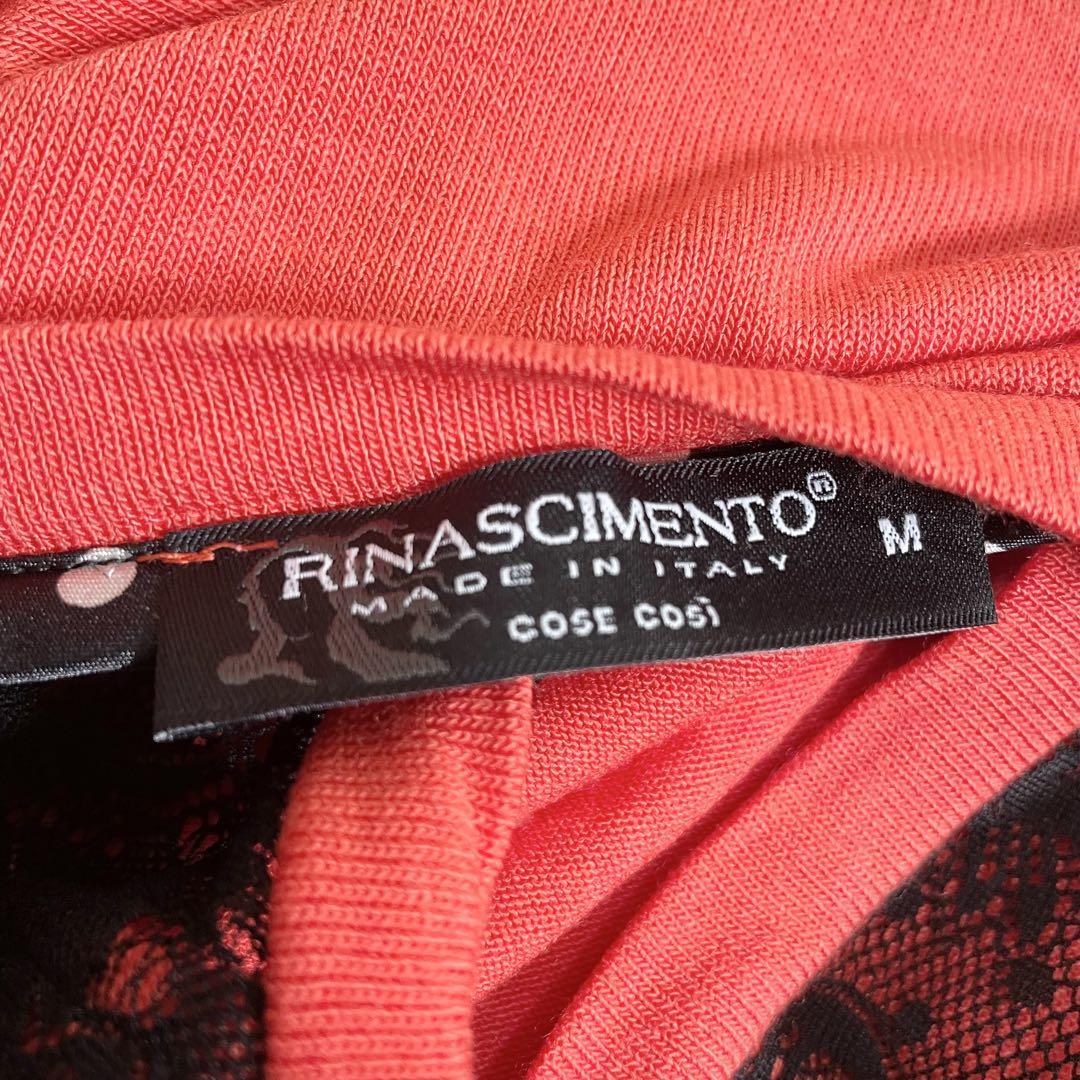 RINASCIMENTO®
MADE IN ITALY
COSE COSì
M